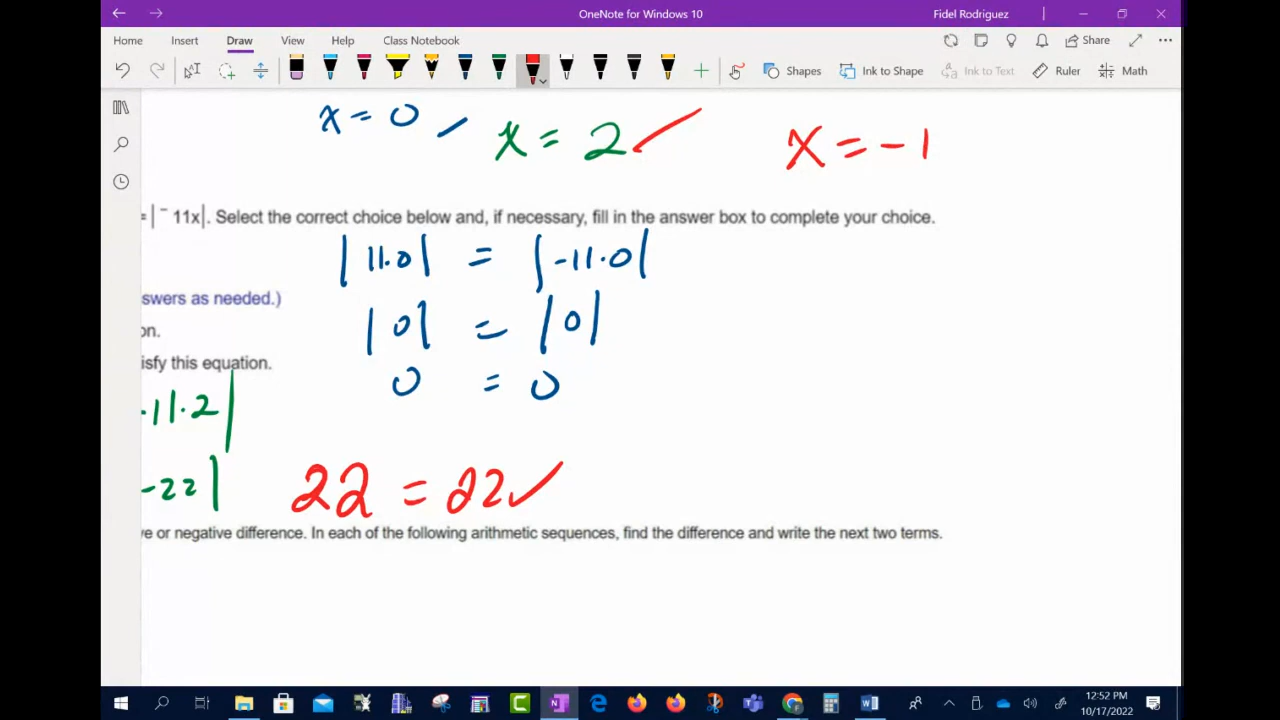 OneNote for Windows 10
Fidel Rodriguez
Home Insert Draw View Help Class Notebook Share
Shapes Ink to Shape Ink to Text Ruler Math
x = 0 x = 2 x = -1
= | ⁻ 11x|. Select the correct choice below and, if necessary, fill in the answer box to complete your choice.
|11·0| = |-11·0|
swers as needed.)
|0| = |0|
on.
isfy this equation.
0 = 0
-11·2|
-22| 22 = 22✓
e or negative difference. In each of the following arithmetic sequences, find the difference and write the next two terms.
12:52 PM
10/17/2022